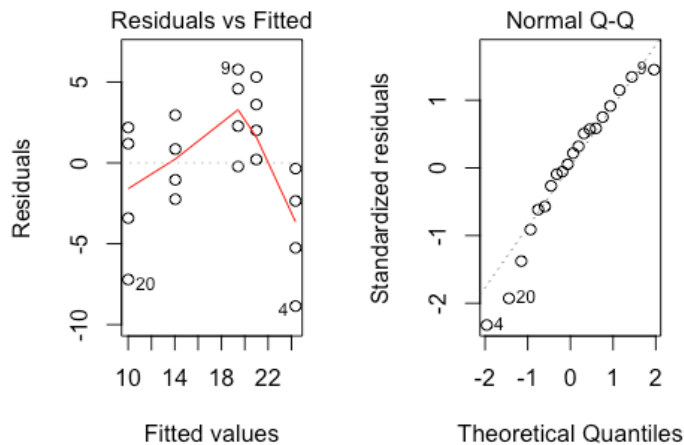 Residuals vs Fitted
Residuals
5
0
-5
-10
9
20
4
10 14 18 22
Fitted values
Normal Q-Q
Standardized residuals
1
0
-1
-2
9
20
4
-2 -1 0 1 2
Theoretical Quantiles